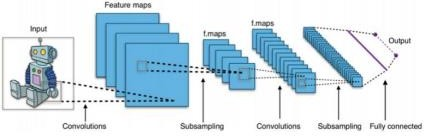 Input
Feature maps
f.maps
f.maps
Output
Convolutions
Subsampling
Convolutions
Subsampling
Fully connected